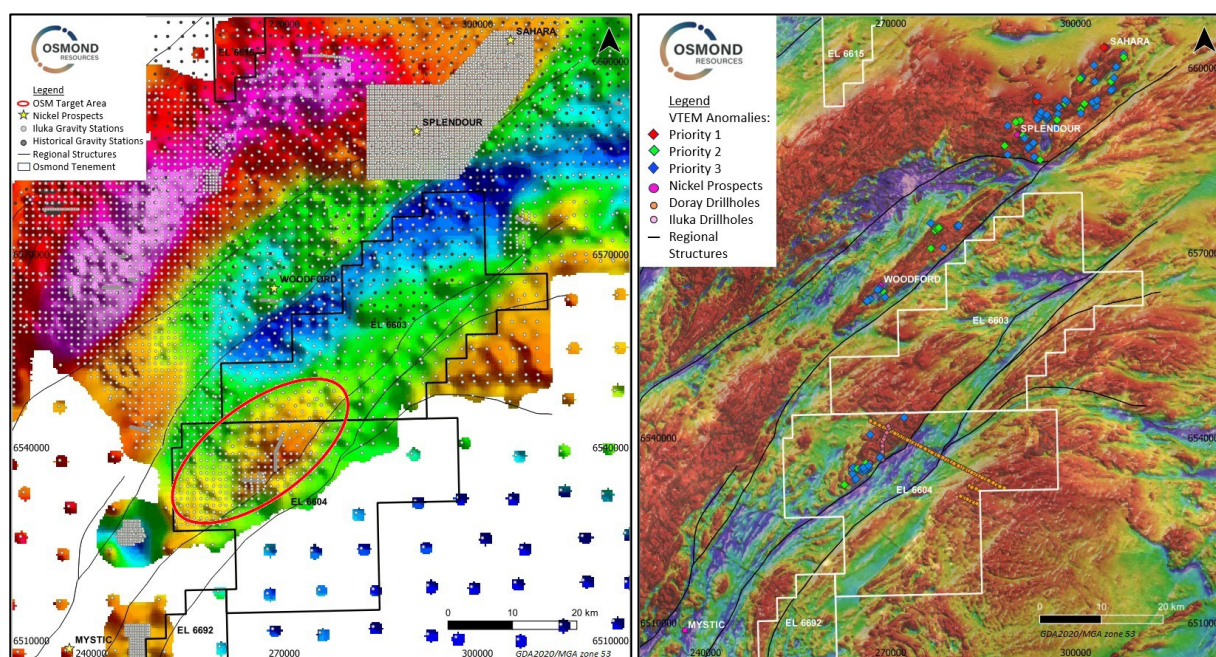 OSMOND
RESOURCES
Legend
OSM Target Area
Nickel Prospects
Iluka Gravity Stations
Historical Gravity Stations
Regional Structures
Osmond Tenement
300000
SAHARA
6600000
SPLENDOUR
6570000
WOODFORD
EL 6603
6540000
6540000
EL 6604
MYSTIC
6510000
240000
EL 6692
270000
300000
6510000
0 10 20 km
GDA2020/MGA zone 53
OSMOND
RESOURCES
Legend
VTEM Anomalies:
Priority 1
Priority 2
Priority 3
Nickel Prospects
Doray Drillholes
Iluka Drillholes
Regional
Structures
270000
300000
SAHARA
EL 6615
SPLENDOUR
WOODFORD
EL 6603
6540000
EL 6604
MYSTIC
6510000
240000
EL 6692
270000
300000
0 10 20 km
GDA2020/MGA zone 53